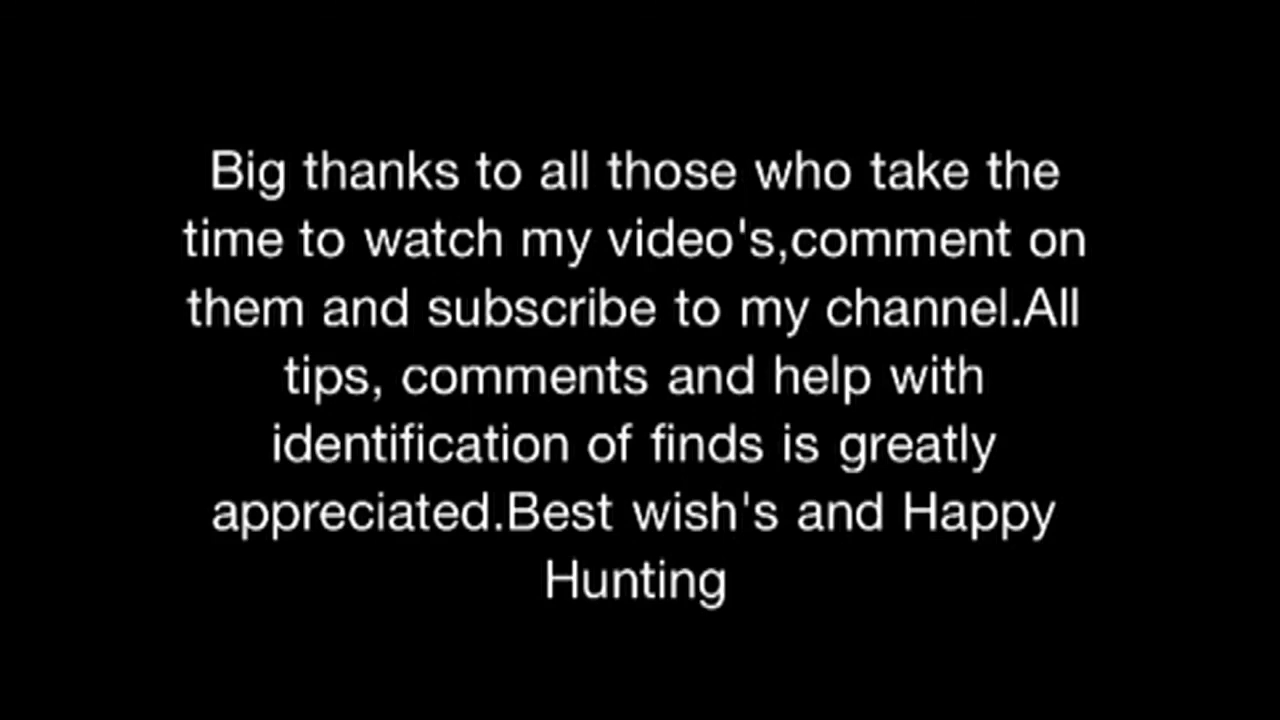 Big thanks to all those who take the
time to watch my video's,comment on
them and subscribe to my channel.All
tips, comments and help with
identification of finds is greatly
appreciated.Best wish's and Happy
Hunting